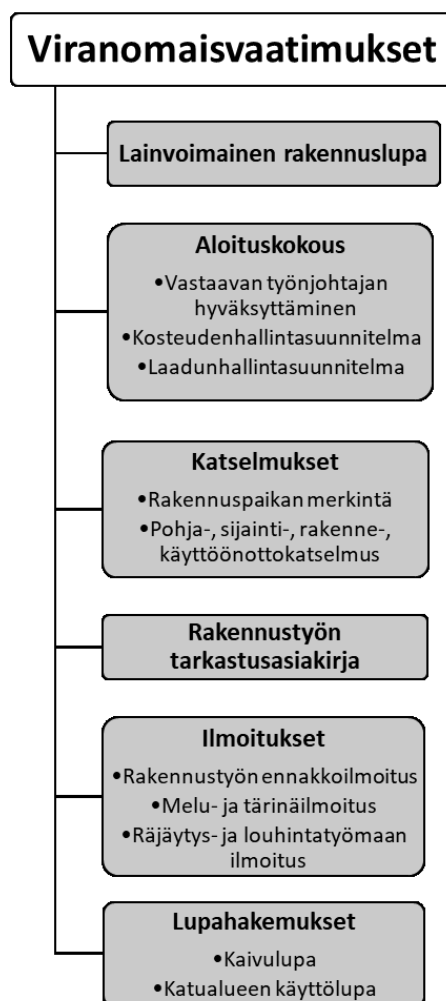 Viranomaisvaatimukset
Lainvoimainen rakennuslupa
Aloituskokous
•Vastaavan työnjohtajan
hyväksyttäminen
•Kosteudenhallintasuunnitelma
•Laadunhallintasuunnitelma
Katselmukset
•Rakennuspaikan merkintä
•Pohja-, sijainti-, rakenne-,
käyttöönottokatselmus
Rakennustyön
tarkastusasiakirja
Ilmoitukset
•Rakennustyön ennakkoilmoitus
•Melu- ja tärinäilmoitus
•Räjäytys- ja louhintatyömaan
ilmoitus
Lupahakemukset
•Kaivulupa
•Katualueen käyttölupa